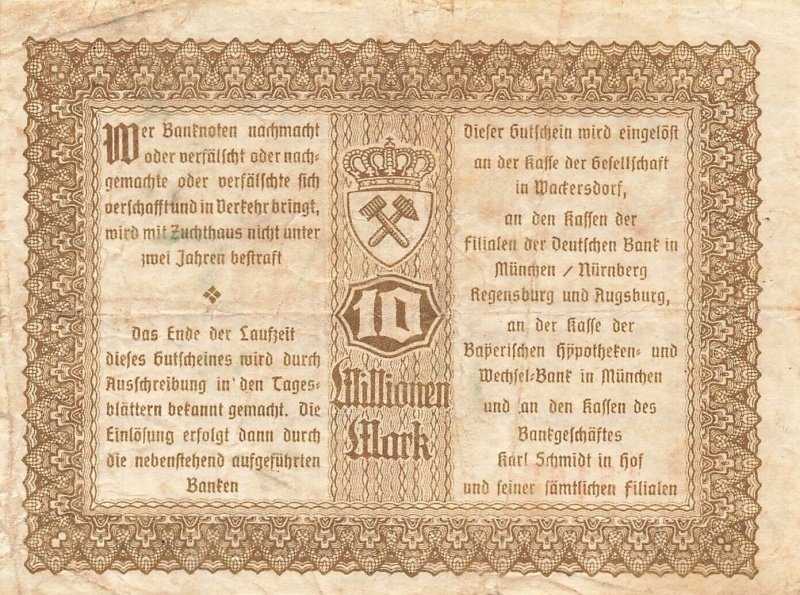 Wer Banknoten nachmacht
oder verfälscht oder nach-
gemachte oder verfälschte sich
verschafft und in Verkehr bringt,
wird mit Zuchthaus nicht unter
zwei Jahren bestraft
Das Ende der Laufzeit
dieses Gutscheines wird durch
Ausschreibung in den Tages-
blättern bekannt gemacht. Die
Einlösung erfolgt dann durch
die nebenstehend aufgeführten
Banken
10
Millionen
Mark
Dieser Gutschein wird eingelöst
an der Kasse der Gesellschaft
in Wackersdorf,
an den Kassen der
Filialen der Deutschen Bank in
München / Nürnberg
Regensburg und Augsburg,
an der Kasse der
Bayerischen Hypotheken- und
Wechsel-Bank in München
und an den Kassen des
Bankgeschäftes
Karl Schmidt in Hof
und seiner sämtlichen Filialen